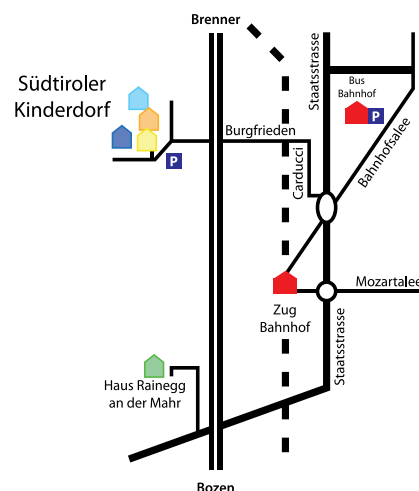 Brenner
Südtiroler
Kinderdorf
Staatsstrasse
Bus
Bahnhof
P
Burgfrieden
P
Carducci
Bahnhofsalee
Mozartalee
Zug
Bahnhof
Staatsstrasse
Haus Rainegg
an der Mahr
Bozen